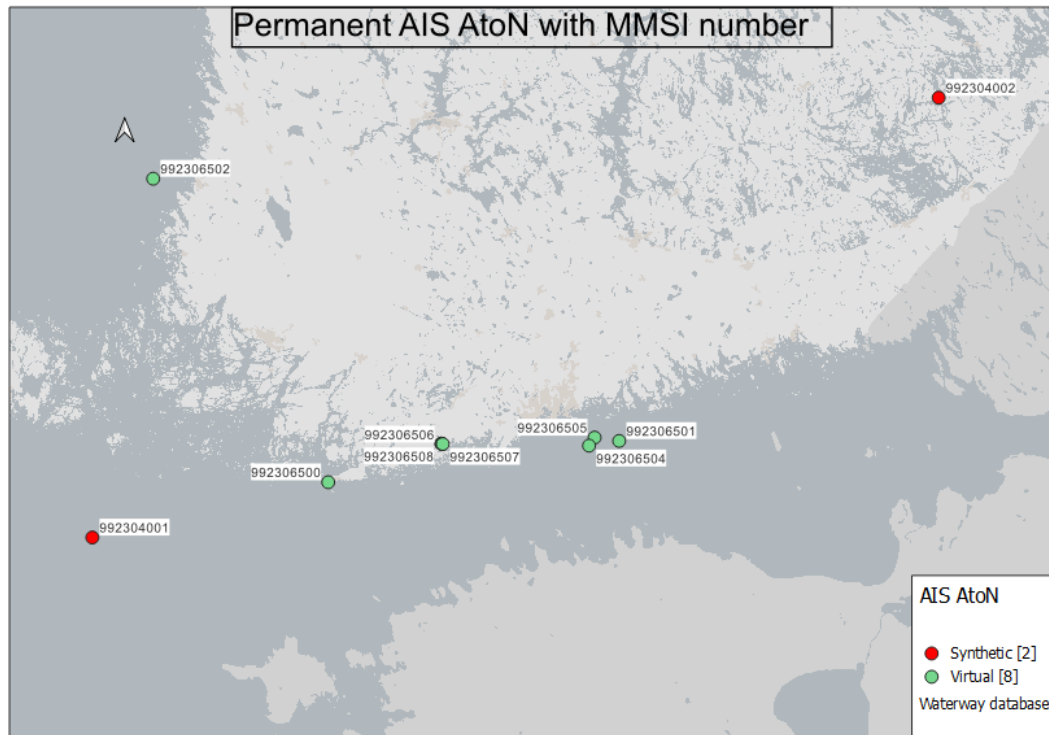 Permanent AIS AtoN with MMSI number
992304002
992306502
992306505
992306501
992306506
992306508
992306507
992306504
992306500
992304001
AIS AtoN
Synthetic [2]
Virtual [8]
Waterway database